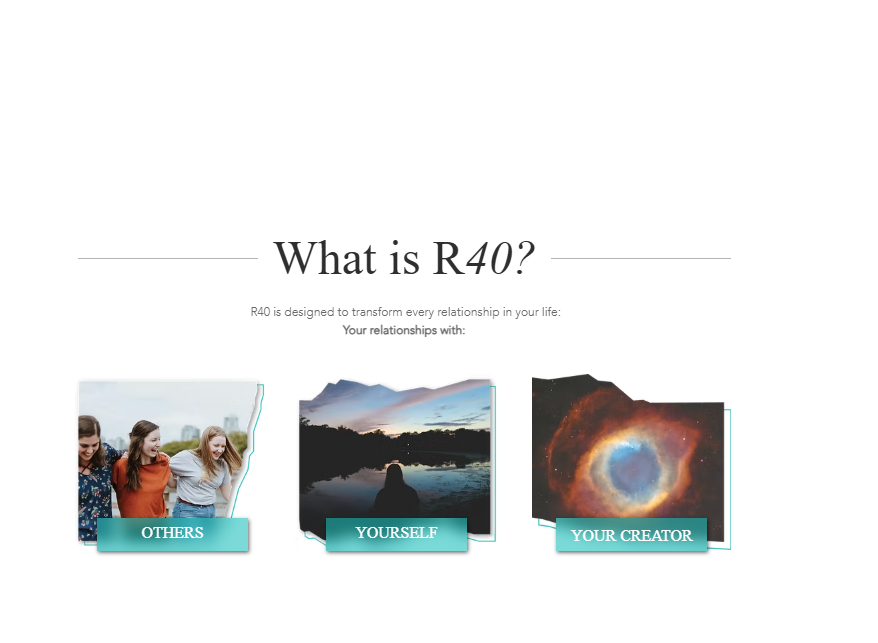 What is R40?
R40 is designed to transform every relationship in your life:
Your relationships with:
OTHERS
YOURSELF
YOUR CREATOR